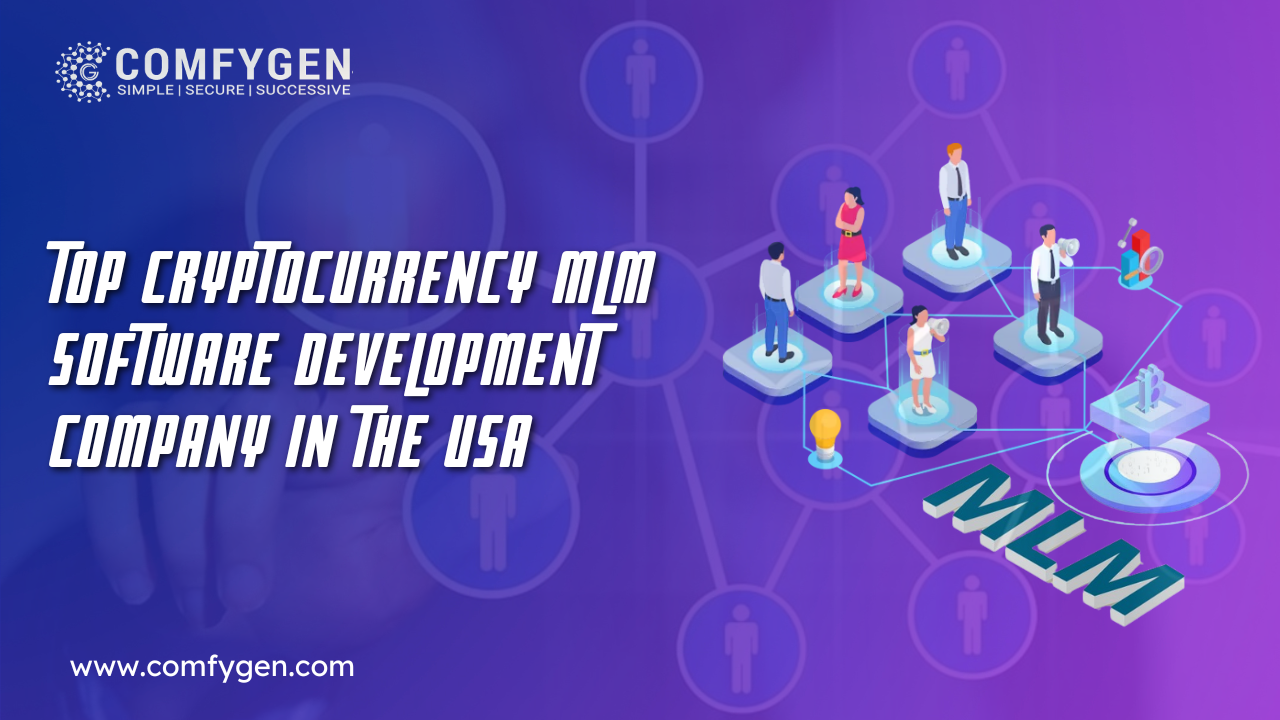 COMFYGEN
SIMPLE | SECURE | SUCCESSIVE
TOP CRYPTOCURRENCY MLM
SOFTWARE DEVELOPMENT
COMPANY IN THE USA
MLM
www.comfygen.com